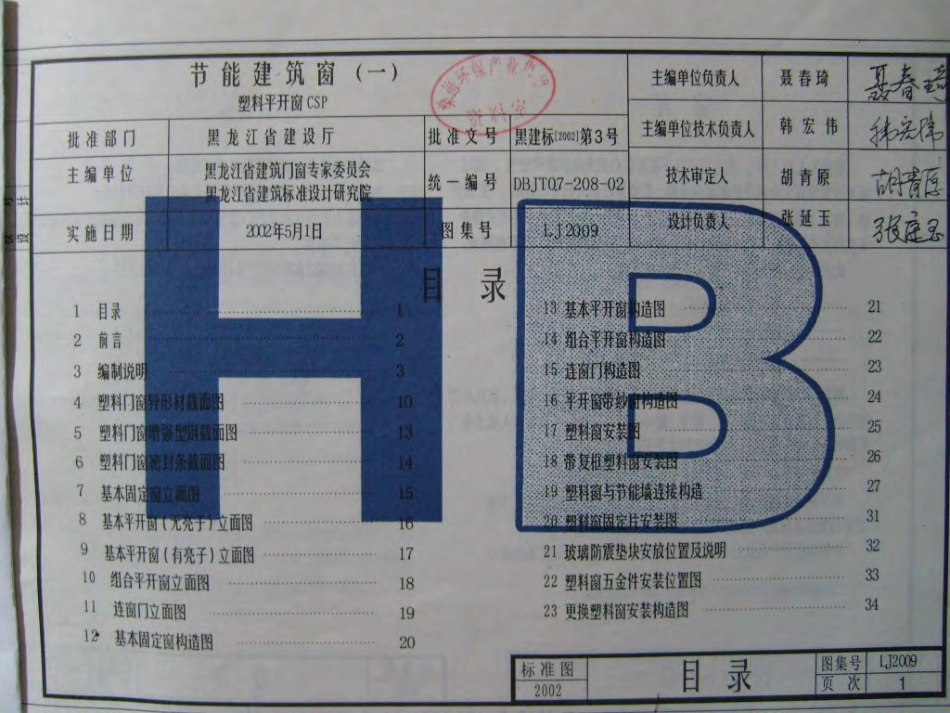 节能建筑窗(一)
塑料平开窗CSP
批准部门 黑龙江省建设厅 批准文号 黑建标[2002]第3号
主编单位 黑龙江省建筑门窗专家委员会
黑龙江省建筑标准设计研究院
统一编号 DBJT07-208-02
实施日期 2002年5月1日 图集号 LJ2009
主编单位负责人 聂春琦 聂春琦
主编单位技术负责人 韩宏伟 韩宏伟
技术审定人 胡青原 胡青原
设计负责人 张延玉
HB
目录
1 目录 1
2 前言 2
3 编制说明 3
4 塑料门窗异形材截面图 10
5 塑料门窗增强型钢截面图 13
6 塑料门窗密封条截面图 14
7 基本固定窗立面图 15
8 基本平开窗(无亮子)立面图 16
9 基本平开窗(有亮子)立面图 17
10 组合平开窗立面图 18
11 连窗门立面图 19
12 基本固定窗构造图 20
13 基本平开窗构造图 21
14 组合平开窗构造图 22
15 连窗门构造图 23
16 平开窗带纱窗构造图 24
17 塑料窗安装图 25
18 带复框塑料窗安装图 26
19 塑料窗与节能墙连接构造 27
20 塑料窗固定片安装图 31
21 玻璃防震垫块安放位置及说明 32
22 塑料窗五金件安装位置图 33
23 更换塑料窗安装构造图 34
标准图
2002
目录
图集号 LJ2009
页次 1